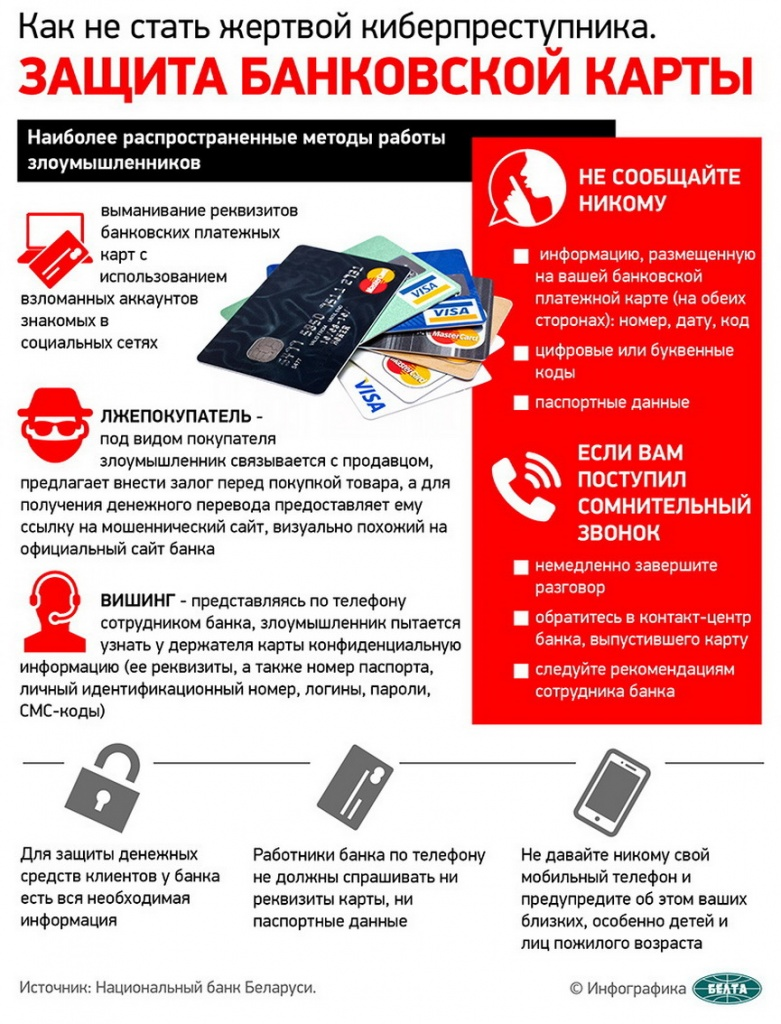 Как не стать жертвой киберпреступника.
ЗАЩИТА БАНКОВСКОЙ КАРТЫ
Наиболее распространенные методы работы
злоумышленников
выманивание реквизитов
банковских платежных
карт с
использованием
взломанных аккаунтов
знакомых в
социальных сетях
MasterCard
VISA
VISA
MasterCard
MasterCard
VISA
ЛЖЕПОКУПАТЕЛЬ -
под видом покупателя
злоумышленник связывается с продавцом,
предлагает внести залог перед покупкой товара, а для
получения денежного перевода предоставляет ему
ссылку на мошеннический сайт, визуально похожий на
официальный сайт банка
ВИШИНГ - представляясь по телефону
сотрудником банка, злоумышленник пытается
узнать у держателя карты конфиденциальную
информацию (ее реквизиты, а также номер паспорта,
личный идентификационный номер, логины, пароли,
СМС-коды)
НЕ СООБЩАЙТЕ
НИКОМУ
информацию, размещенную
на вашей банковской
платежной карте (на обеих
сторонах): номер, дату, код
цифровые или буквенные
коды
паспортные данные
ЕСЛИ ВАМ
ПОСТУПИЛ
СОМНИТЕЛЬНЫЙ
ЗВОНОК
немедленно завершите
разговор
обратитесь в контакт-центр
банка, выпустившего карту
следуйте рекомендациям
сотрудника банка
Для защиты денежных
средств клиентов у банка
есть вся необходимая
информация
Работники банка по телефону
не должны спрашивать ни
реквизиты карты, ни
паспортные данные
Не давайте никому свой
мобильный телефон и
предупредите об этом ваших
близких, особенно детей и
лиц пожилого возраста
Источник: Национальный банк Беларуси.
© Инфографика БЕЛТА